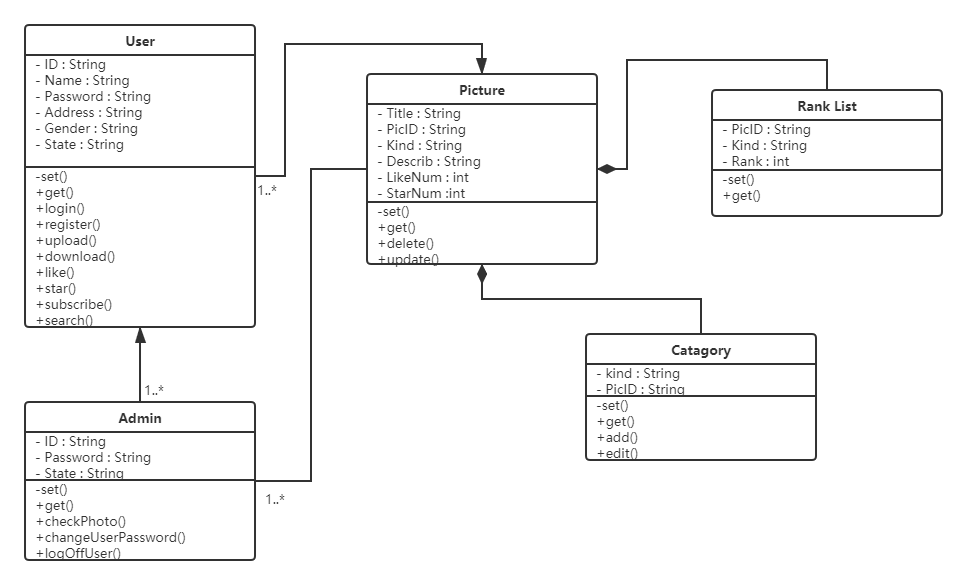 User
- ID : String
- Name : String
- Password : String
- Address : String
- Gender : String
- State : String
-set()
+get()
+login()
+register()
+upload()
+download()
+like()
+star()
+subscribe()
+search()
1..*
Picture
- Title : String
- PicID : String
- Kind : String
- Describ : String
- LikeNum : int
- StarNum :int
-set()
+get()
+delete()
+update()
Rank List
- PicID : String
- Kind : String
- Rank : int
-set()
+get()
Catagory
- kind : String
- PicID : String
-set()
+get()
+add()
+edit()
1..*
Admin
- ID : String
- Password : String
- State : String
-set()
+get()
+checkPhoto()
+changeUserPassword()
+logOffUser()
1..*